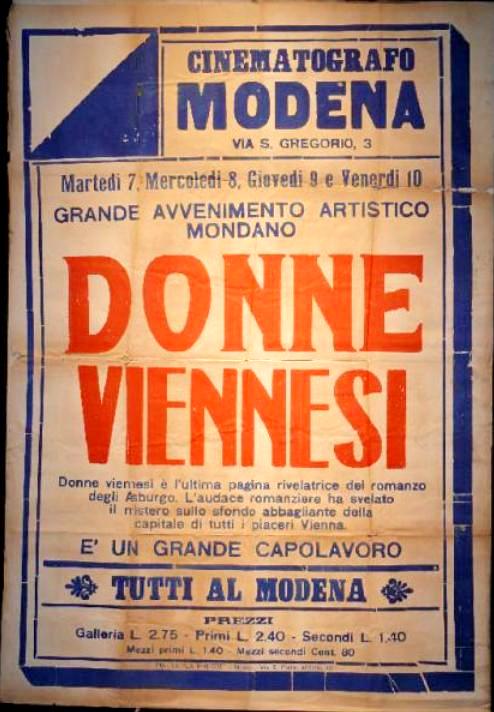 CINEMATOGRAFO
MODENA
VIA S. GREGORIO, 3
Martedì 7, Mercoledì 8, Giovedì 9 e Venerdì 10
GRANDE AVVENIMENTO ARTISTICO
MONDANO
DONNE
VIENNESI
Donne viennesi è l'ultima pagina rivelatrice del romanzo
degli Asburgo. L'audace romanziere ha svelato
il mistero sullo sfondo abbagliante della
capitale di tutti i piaceri Vienna.
E' UN GRANDE CAPOLAVORO
TUTTI AL MODENA
PREZZI
Galleria L. 2.75 - Primi L. 2.40 - Secondi L. 1.40
Mezzi primi L. 1.40 - Mezzi secondi Cent. 80